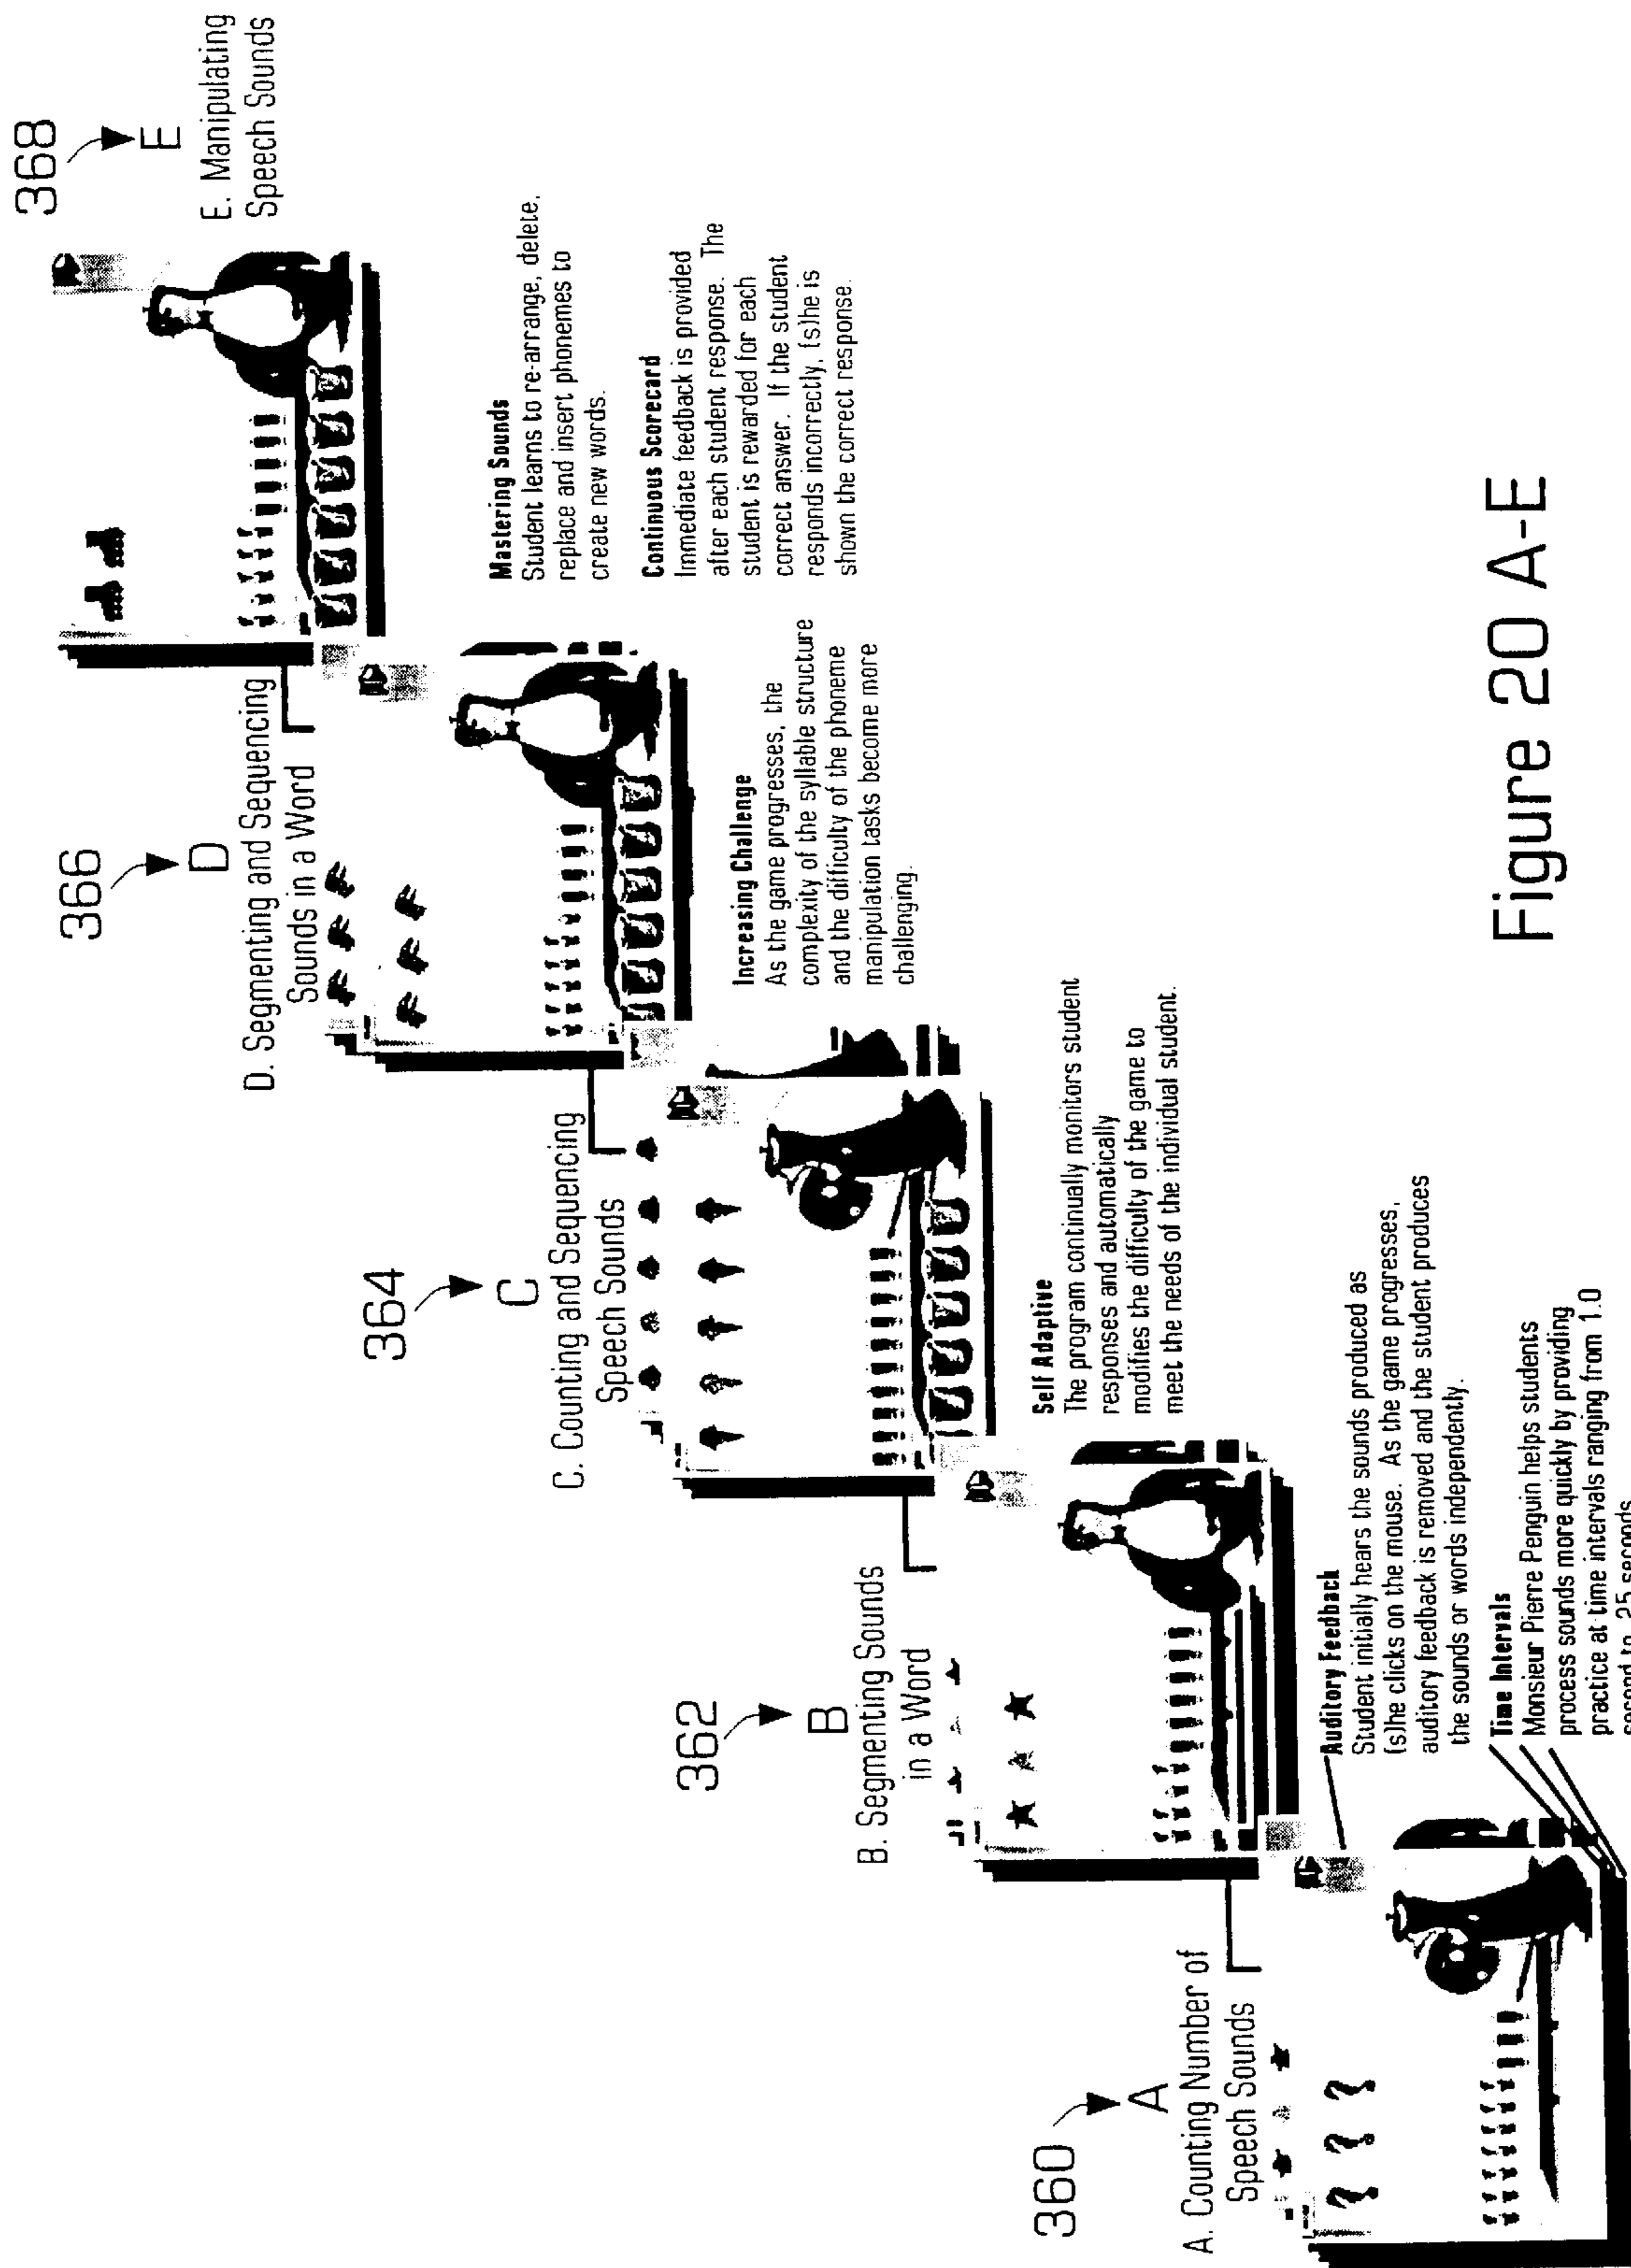 360
A
A. Counting Number of
Speech Sounds
362
B
B. Segmenting Sounds
in a Word
364
C
C. Counting and Sequencing
Speech Sounds
366
D
D. Segmenting and Sequencing
Sounds in a Word
368
E
E. Manipulating
Speech Sounds
Auditory Feedback
Student initially hears the sounds produced as
(s)he clicks on the mouse. As the game progresses,
auditory feedback is removed and the student produces
the sounds or words independently.
Time Intervals
Monsieur Pierre Penguin helps students
process sounds more quickly by providing
practice at time intervals ranging from 1.0
second to .25 seconds
Self Adaptive
The program continually monitors student
responses and automatically
modifies the difficulty of the game to
meet the needs of the individual student.
Increasing Challenge
As the game progresses, the
complexity of the syllable structure
and the difficulty of the phoneme
manipulation tasks become more
challenging.
Mastering Sounds
Student learns to re-arrange, delete,
replace and insert phonemes to
create new words.
Continuous Scorecard
Immediate feedback is provided
after each student response. The
student is rewarded for each
correct answer. If the student
responds incorrectly, (s)he is
shown the correct response.
Figure 20 A-E